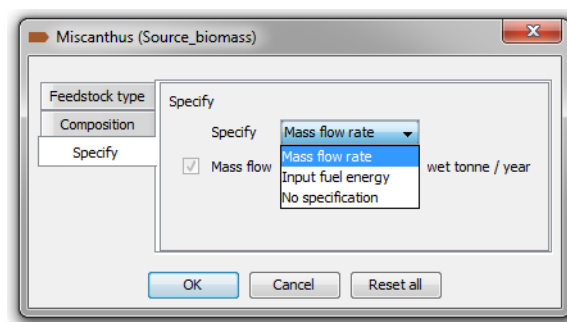 Miscanthus (Source_biomass)
Feedstock type
Composition
Specify
Specify
Specify Mass flow rate
Mass flow rate
Input fuel energy
No specification
Mass flow wet tonne / year
OK Cancel Reset all